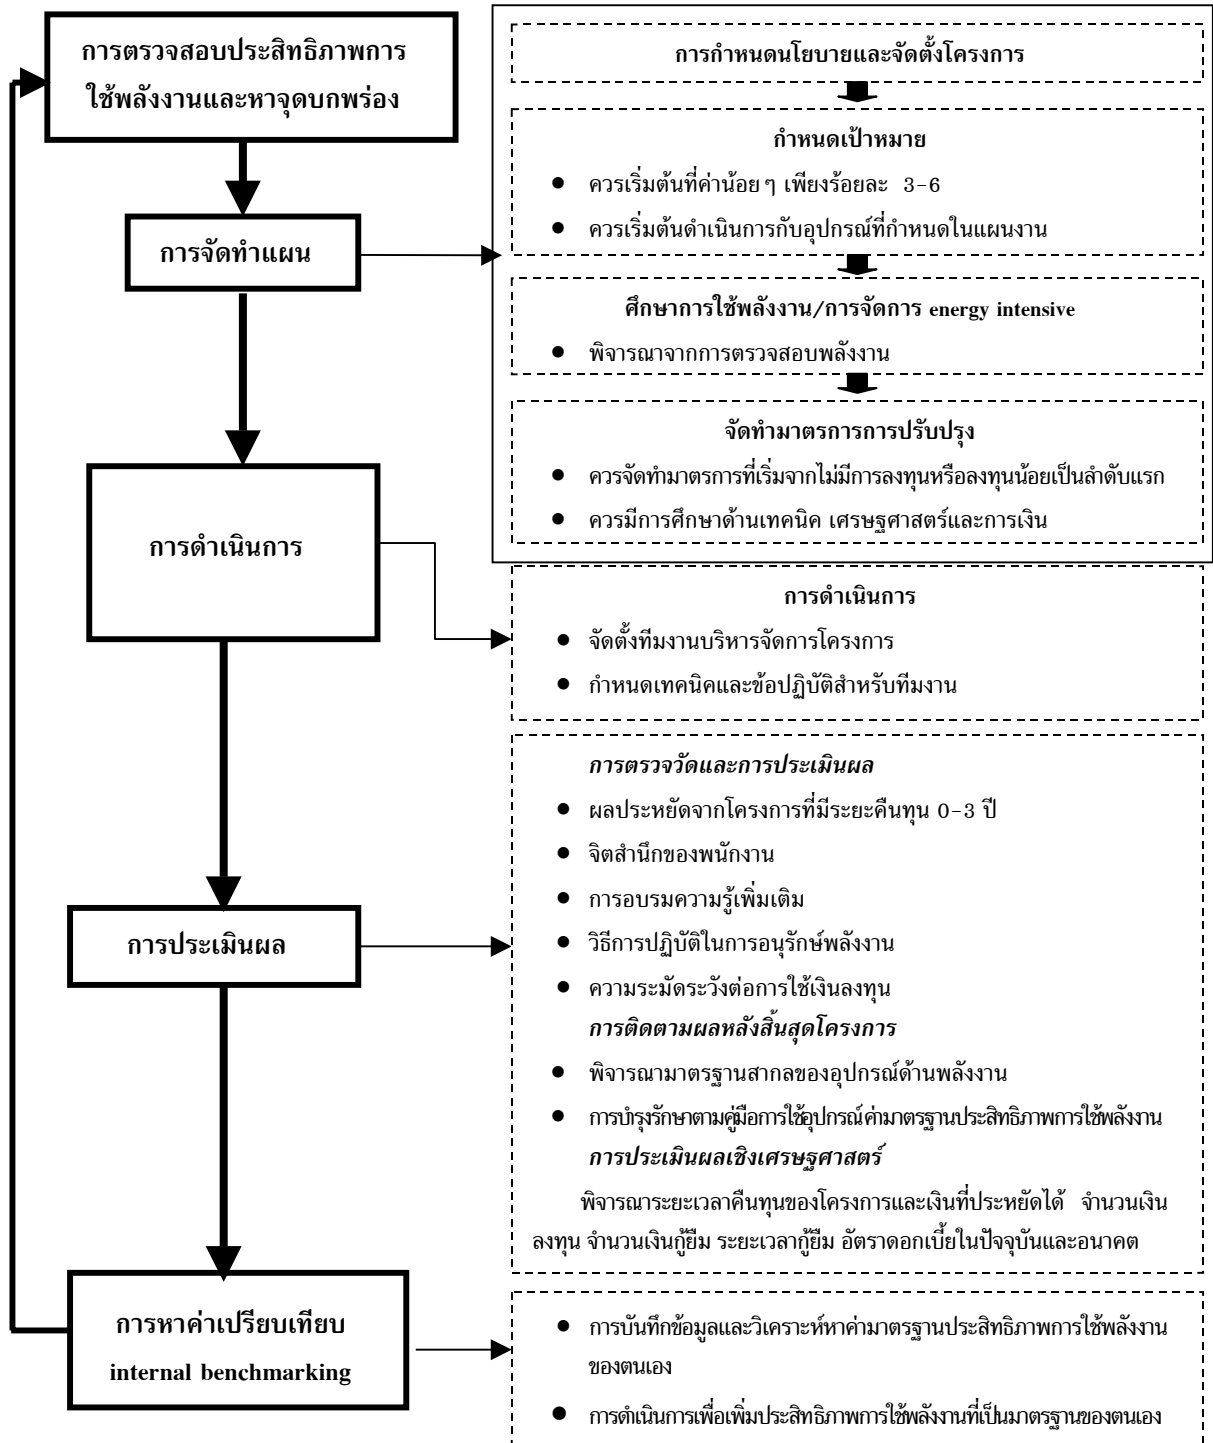 การตรวจสอบประสิทธิภาพการ
ใช้พลังงานและหาจุดบกพร่อง
การจัดทำแผน
การดำเนินการ
การประเมินผล
การหาค่าเปรียบเทียบ
internal benchmarking
การกำหนดนโยบายและจัดตั้งโครงการ
กำหนดเป้าหมาย
● ควรเริ่มต้นที่ค่าน้อย ๆ เพียงร้อยละ 3-6
● ควรเริ่มต้นดำเนินการกับอุปกรณ์ที่กำหนดในแผนงาน
ศึกษาการใช้พลังงาน/การจัดการ energy intensive
● พิจารณาจากการตรวจสอบพลังงาน
จัดทำมาตรการการปรับปรุง
● ควรจัดทำมาตรการที่เริ่มจากไม่มีการลงทุนหรือลงทุนน้อยเป็นลำดับแรก
● ควรมีการศึกษาด้านเทคนิค เศรษฐศาสตร์และการเงิน
การดำเนินการ
● จัดตั้งทีมงานบริหารจัดการโครงการ
● กำหนดเทคนิคและข้อปฏิบัติสำหรับทีมงาน
การตรวจวัดและการประเมินผล
● ผลประหยัดจากโครงการที่มีระยะคืนทุน 0-3 ปี
● จิตสำนึกของพนักงาน
● การอบรมความรู้เพิ่มเติม
● วิธีการปฏิบัติในการอนุรักษ์พลังงาน
● ความระมัดระวังต่อการใช้เงินลงทุน
การติดตามผลหลังสิ้นสุดโครงการ
● พิจารณามาตรฐานสากลของอุปกรณ์ด้านพลังงาน
● การบำรุงรักษาตามคู่มือการใช้อุปกรณ์ค่ามาตรฐานประสิทธิภาพการใช้พลังงาน
การประเมินผลเชิงเศรษฐศาสตร์
พิจารณาระยะเวลาคืนทุนของโครงการและเงินที่ประหยัดได้ จำนวนเงิน
ลงทุน จำนวนเงินกู้ยืม ระยะเวลากู้ยืม อัตราดอกเบี้ยในปัจจุบันและอนาคต
● การบันทึกข้อมูลและวิเคราะห์หาค่ามาตรฐานประสิทธิภาพการใช้พลังงาน
ของตนเอง
● การดำเนินการเพื่อเพิ่มประสิทธิภาพการใช้พลังงานที่เป็นมาตรฐานของตนเอง